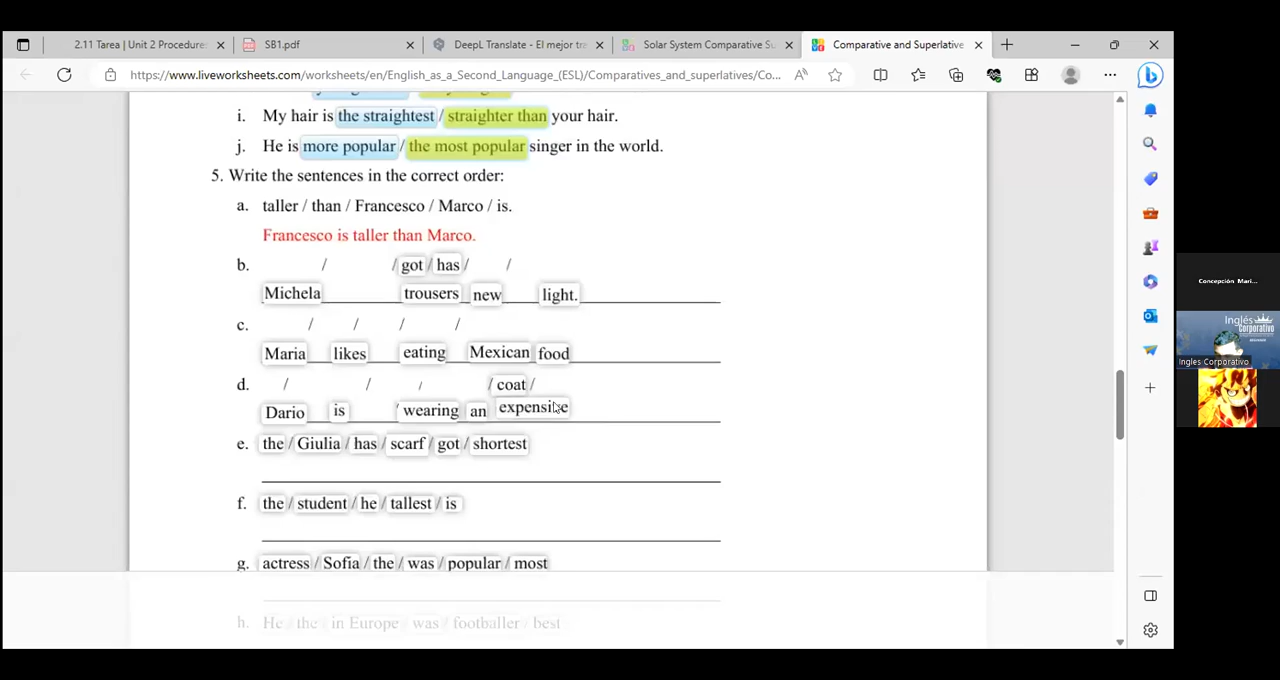 2.11 Tarea | Unit 2 Procedure:
SB1.pdf
DeepL Translate - El mejor tra
Solar System Comparative Su
Comparative and Superlative
https://www.liveworksheets.com/worksheets/en/English_as_a_Second_Language_(ESL)/Comparatives_and_superlatives/Co...
i. My hair is the straightest / straighter than your hair.
j. He is more popular / the most popular singer in the world.
5. Write the sentences in the correct order:
a. taller / than / Francesco / Marco / is.
Francesco is taller than Marco.
b. / / got / has / /
Michela trousers new light.
c. / / / /
Maria likes eating Mexican food
d. / / / / coat /
Dario is wearing an expensive
e. the / Giulia / has / scarf / got / shortest
f. the / student / he / tallest / is
g. actress / Sofia / the / was / popular / most
h. He / the / in Europe / was / footballer / best
Concepción Mari...
Inglés
Corporativo
Ingles Corporativo